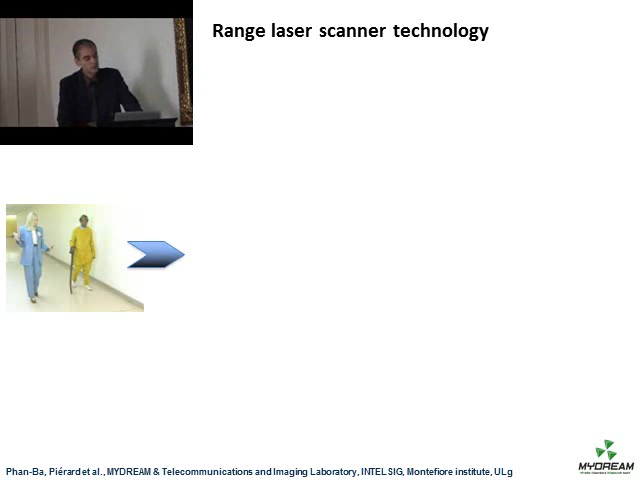 Range laser scanner technology
MYDREAM
Phan-Ba, Piérard et al., MYDREAM & Telecommunications and Imaging Laboratory, INTELSIG, Montefiore institute, ULg